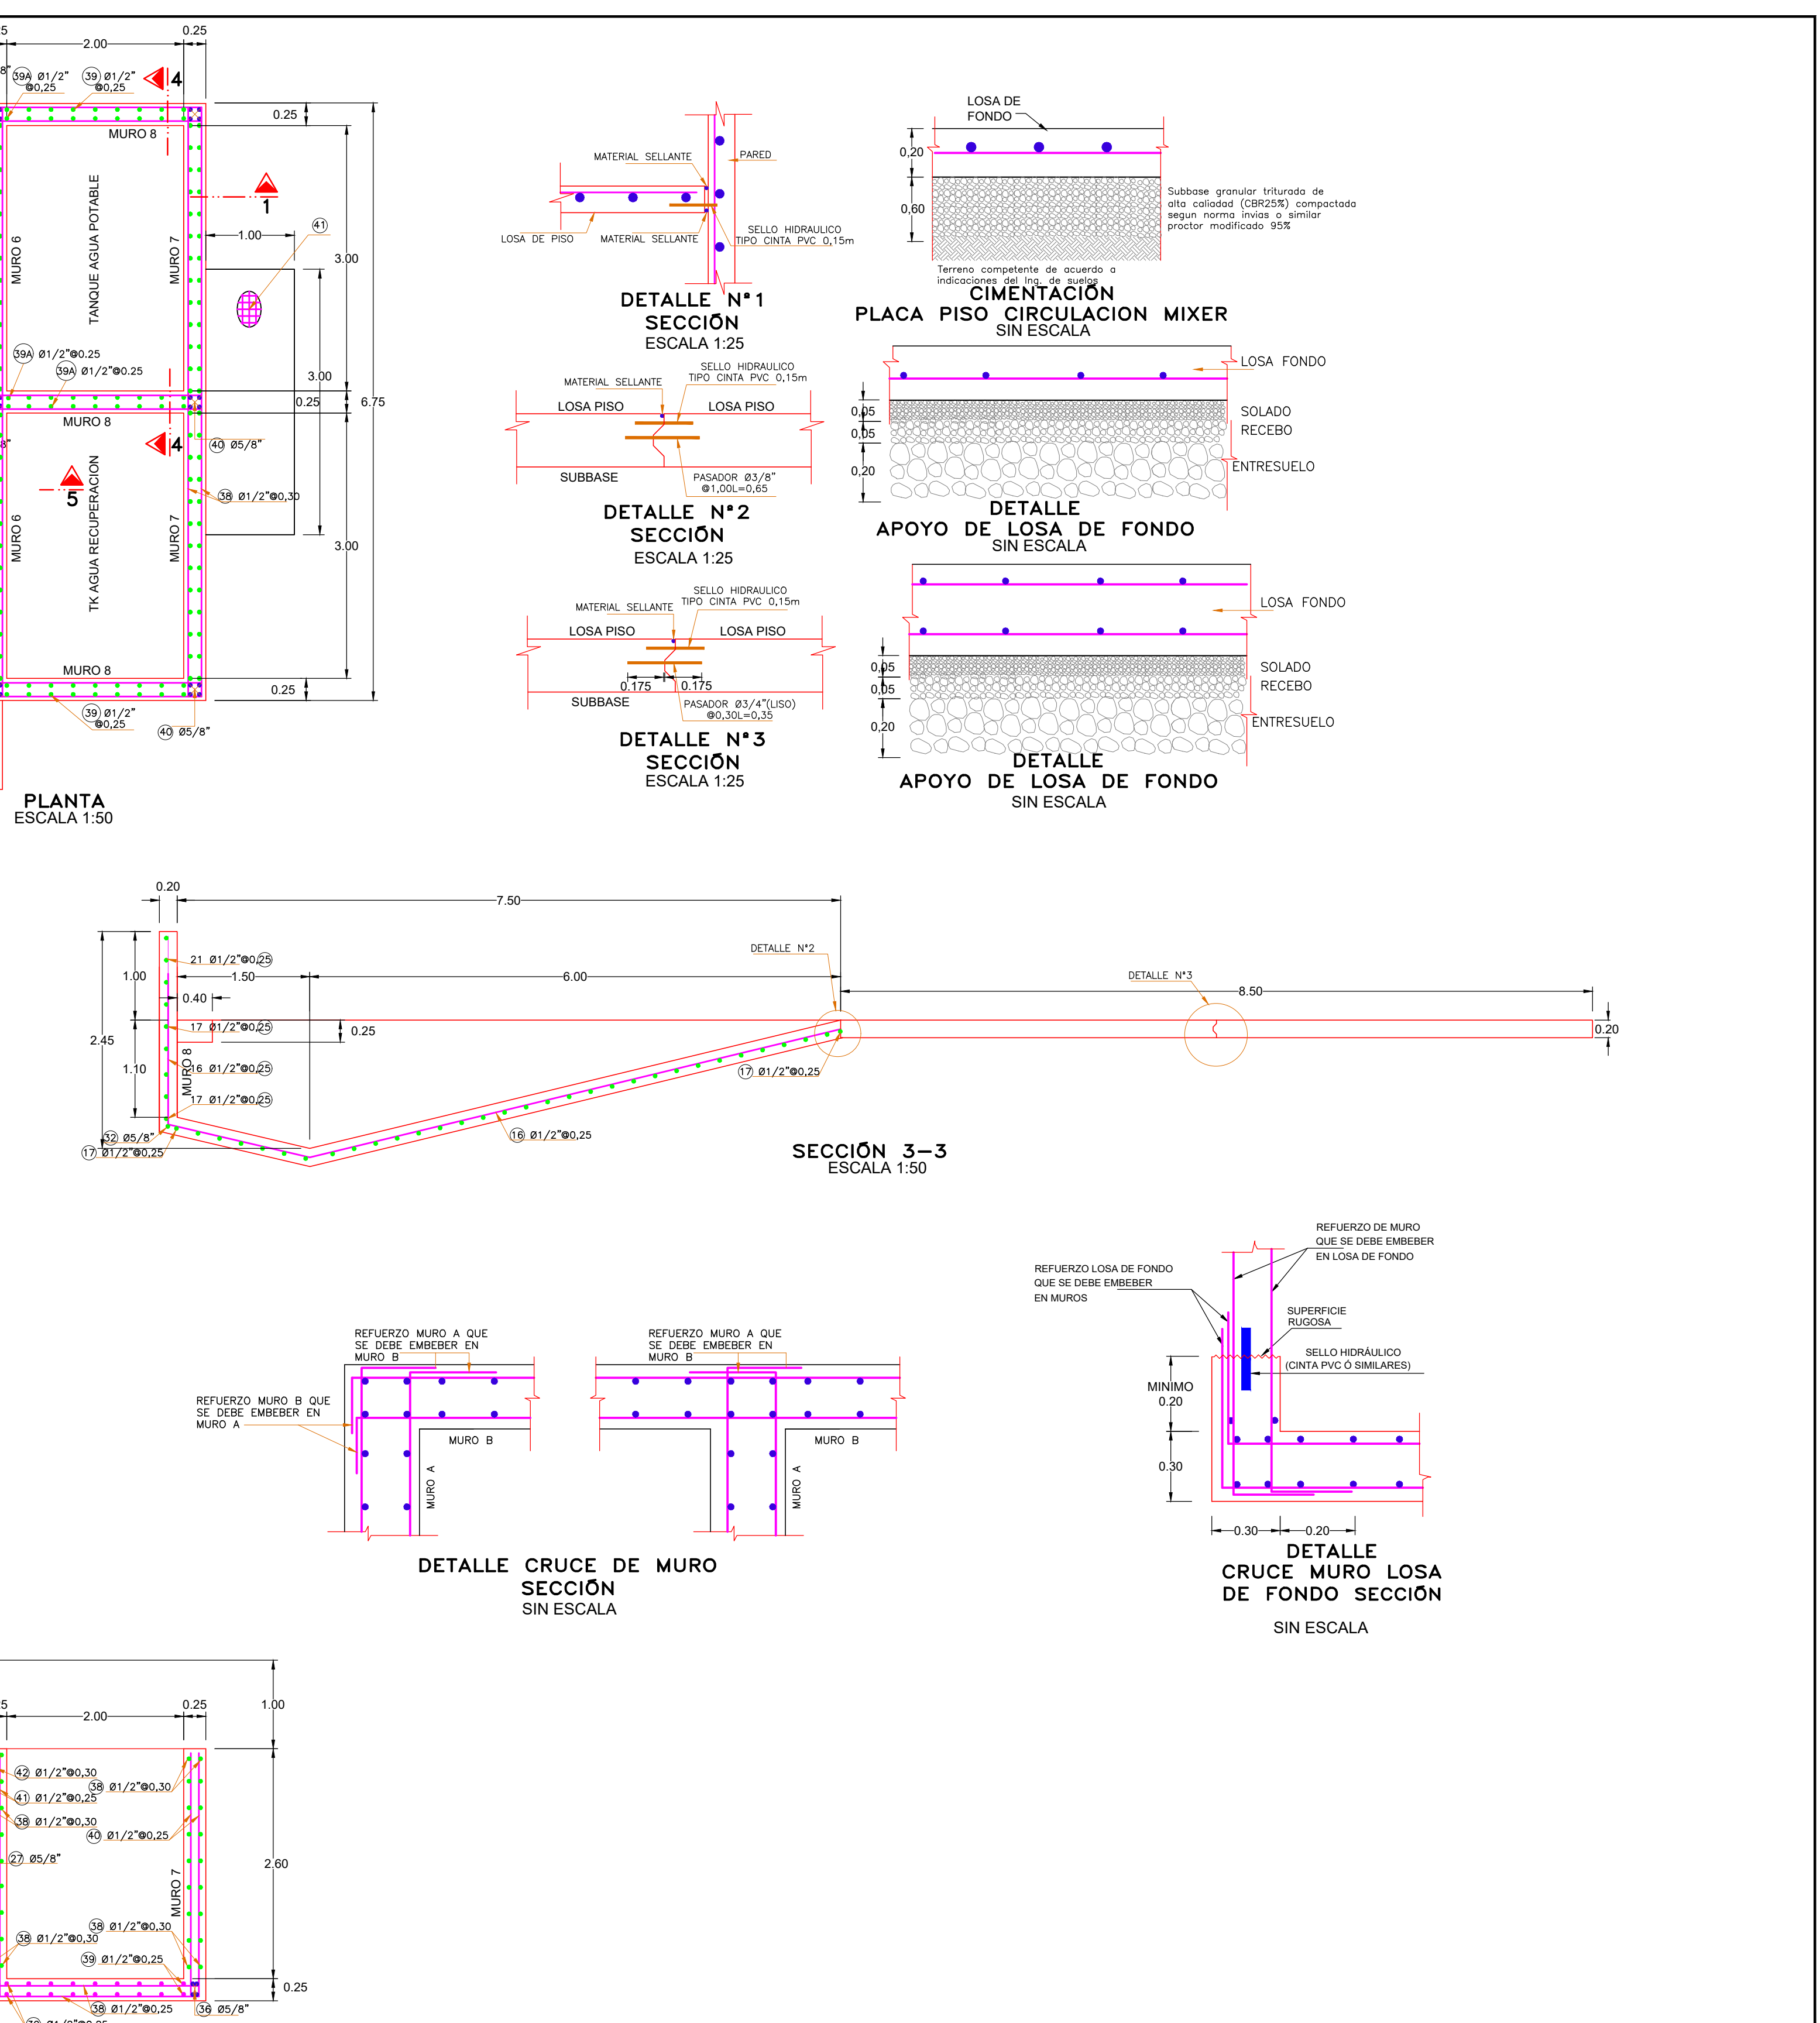 0.25
2.00
39A Ø1/2"
@0,25
39 Ø1/2"
@0,25
4
0.25
MURO 8
TANQUE AGUA POTABLE
1
MURO 6
MURO 7
1.00
41
3.00
39A Ø1/2"@0.25
39A Ø1/2"@0.25
3.00
0.25
6.75
MURO 8
4
40 Ø5/8"
5
38 Ø1/2"@0,30
TK AGUA RECUPERACION
MURO 6
MURO 7
3.00
MURO 8
0.25
39 Ø1/2"
@0,25
40 Ø5/8"
PLANTA
ESCALA 1:50
MATERIAL SELLANTE
PARED
LOSA DE PISO
MATERIAL SELLANTE
SELLO HIDRAULICO
TIPO CINTA PVC 0,15m
DETALLE Nª1
SECCIÓN
ESCALA 1:25
LOSA DE
FONDO
0,20
0,60
Subbase granular triturada de
alta caliadad (CBR25%) compactada
segun norma invias o similar
proctor modificado 95%
Terreno competente de acuerdo a
indicaciones del Ing. de suelos
CIMENTACIÓN
PLACA PISO CIRCULACION MIXER
SIN ESCALA
SELLO HIDRAULICO
TIPO CINTA PVC 0,15m
MATERIAL SELLANTE
LOSA PISO
LOSA PISO
SUBBASE
PASADOR Ø3/8"
@1,00L=0,65
DETALLE Nª2
SECCIÓN
ESCALA 1:25
LOSA FONDO
0,05
SOLADO
0,05
RECEBO
0,20
ENTRESUELO
DETALLE
APOYO DE LOSA DE FONDO
SIN ESCALA
SELLO HIDRAULICO
TIPO CINTA PVC 0,15m
MATERIAL SELLANTE
LOSA PISO
LOSA PISO
0.175
0.175
SUBBASE
PASADOR Ø3/4"(LISO)
@0,30L=0,35
DETALLE Nª3
SECCIÓN
ESCALA 1:25
LOSA FONDO
0,05
SOLADO
0,05
RECEBO
0,20
ENTRESUELO
DETALLE
APOYO DE LOSA DE FONDO
SIN ESCALA
0.20
7.50
DETALLE N°2
21 Ø1/2"@0,25
1.00
1.50
6.00
DETALLE N°3
8.50
0.40
17 Ø1/2"@0,25
0.25
0.20
2.45
MURO 8
1.10
16 Ø1/2"@0,25
17 Ø1/2"@0,25
17 Ø1/2"@0,25
32 Ø5/8"
16 Ø1/2"@0,25
17 Ø1/2"@0,25
SECCIÓN 3-3
ESCALA 1:50
REFUERZO MURO A QUE
SE DEBE EMBEBER EN
MURO B
REFUERZO MURO B QUE
SE DEBE EMBEBER EN
MURO A
MURO B
MURO A
REFUERZO MURO A QUE
SE DEBE EMBEBER EN
MURO B
MURO B
MURO A
DETALLE CRUCE DE MURO
SECCIÓN
SIN ESCALA
REFUERZO DE MURO
QUE SE DEBE EMBEBER
EN LOSA DE FONDO
REFUERZO LOSA DE FONDO
QUE SE DEBE EMBEBER
EN MUROS
SUPERFICIE
RUGOSA
SELLO HIDRÁULICO
(CINTA PVC Ó SIMILARES)
MINIMO
0.20
0.30
0.30
0.20
DETALLE
CRUCE MURO LOSA
DE FONDO SECCIÓN
SIN ESCALA
2.00
0.25
1.00
42 Ø1/2"@0,30
38 Ø1/2"@0,30
41 Ø1/2"@0,25
38 Ø1/2"@0,30
40 Ø1/2"@0,25
27 Ø5/8"
2.60
MURO 7
38 Ø1/2"@0,30
38 Ø1/2"@0,30
39 Ø1/2"@0,25
0.25
38 Ø1/2"@0,25
36 Ø5/8"